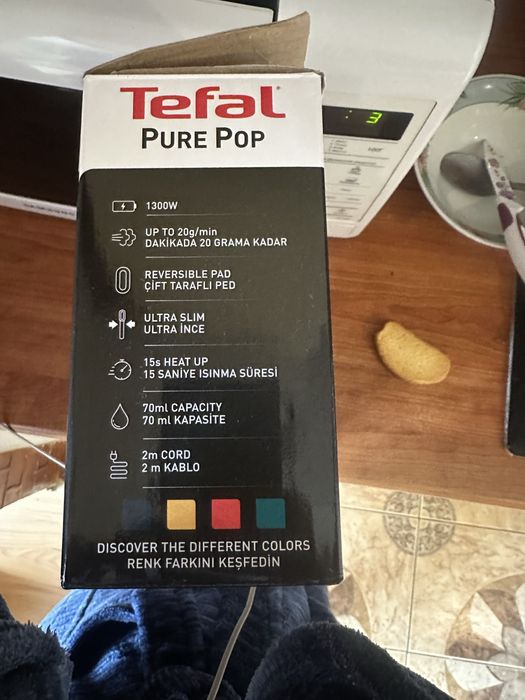 Tefal
PURE POP
1300W
UP TO 20g/min
DAKİKADA 20 GRAMA KADAR
REVERSIBLE PAD
ÇİFT TARAFLI PED
ULTRA SLIM
ULTRA İNCE
15s HEAT UP
15 SANİYE ISINMA SÜRESİ
70ml CAPACITY
70 ml KAPASİTE
2m CORD
2 m KABLO
DISCOVER THE DIFFERENT COLORS
RENK FARKINI KEŞFEDİN
: 3